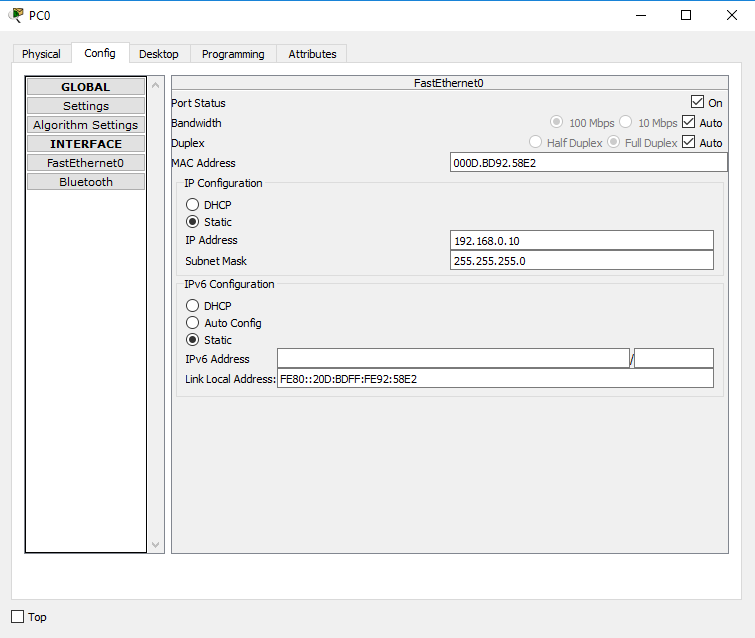 PC0
Physical Config Desktop Programming Attributes
GLOBAL
Settings
Algorithm Settings
INTERFACE
FastEthernet0
Bluetooth
FastEthernet0
Port Status On
Bandwidth 100 Mbps 10 Mbps Auto
Duplex Half Duplex Full Duplex Auto
MAC Address 000D.BD92.58E2
IP Configuration
DHCP
Static
IP Address 192.168.0.10
Subnet Mask 255.255.255.0
IPv6 Configuration
DHCP
Auto Config
Static
IPv6 Address /
Link Local Address: FE80::20D:BDFF:FE92:58E2
Top